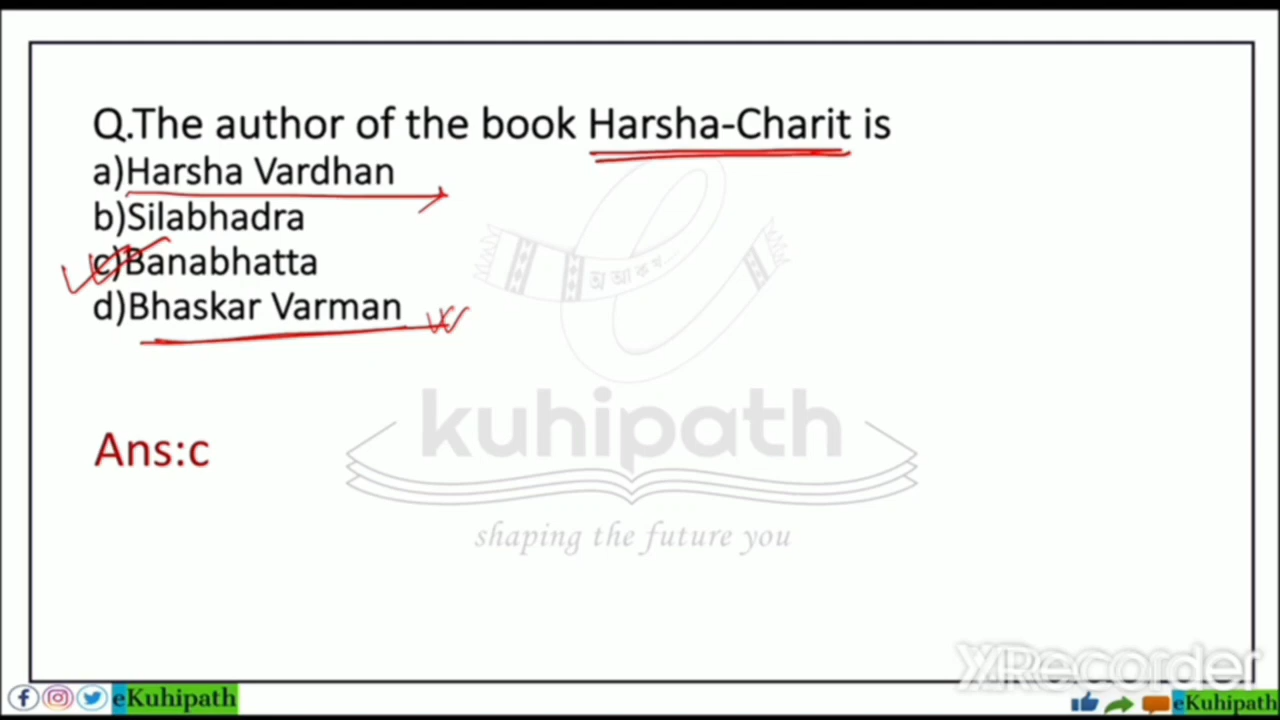 Q.The author of the book Harsha-Charit is
a)Harsha Vardhan
b)Silabhadra
c)Banabhatta
d)Bhaskar Varman
অ আ ক খ...
kuhipath
Ans:c
shaping the future you
XRecorder
eKuhipath
eKuhipath